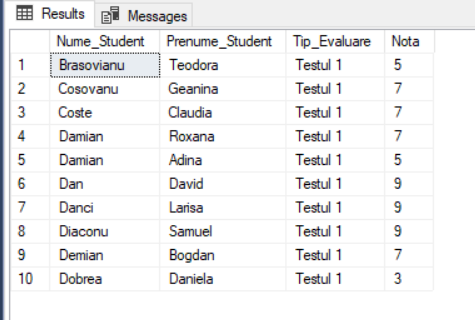 Results Messages
Nume_Student Prenume_Student Tip_Evaluare Nota
1 Brasovianu Teodora Testul 1 5
2 Cosovanu Geanina Testul 1 7
3 Coste Claudia Testul 1 7
4 Damian Roxana Testul 1 7
5 Damian Adina Testul 1 5
6 Dan David Testul 1 9
7 Danci Larisa Testul 1 9
8 Diaconu Samuel Testul 1 9
9 Demian Bogdan Testul 1 7
10 Dobrea Daniela Testul 1 3